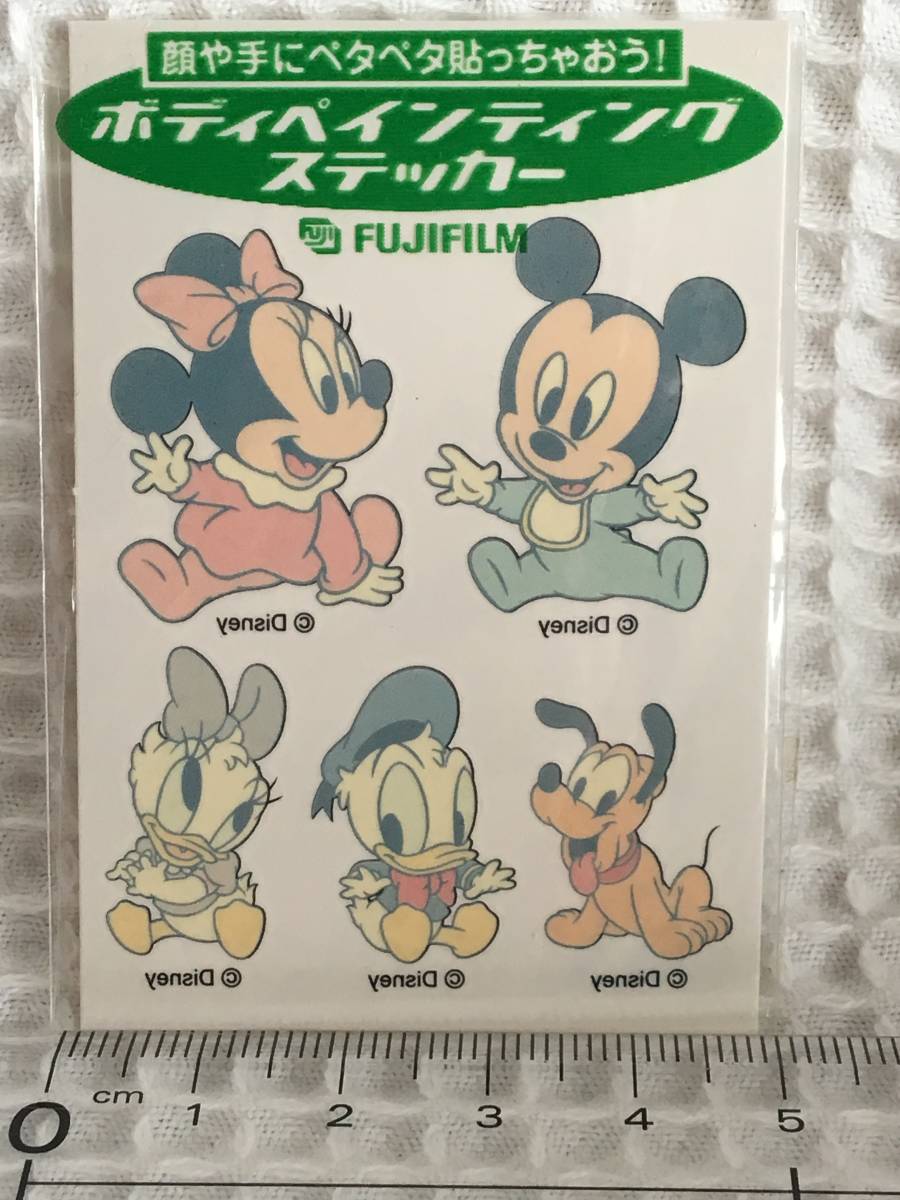 顔や手にペタペタ貼っちゃおう!
ボディペインティング
ステッカー
FUJI FUJIFILM
© Disney © Disney
© Disney © Disney © Disney
cm
0 1 2 3 4 5